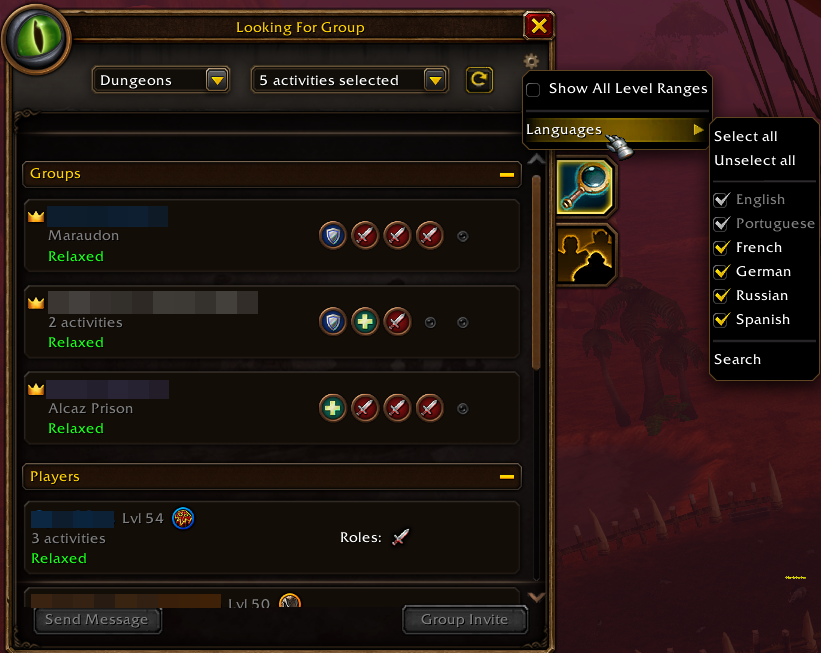 Looking For Group
Dungeons
5 activities selected
Show All Level Ranges
Languages
Select all
Unselect all
English
Portuguese
French
German
Russian
Spanish
Search
Groups
Maraudon
Relaxed
2 activities
Relaxed
Alcaz Prison
Relaxed
Players
Lvl 54
3 activities
Roles:
Relaxed
Lvl 50
Send Message
Group Invite